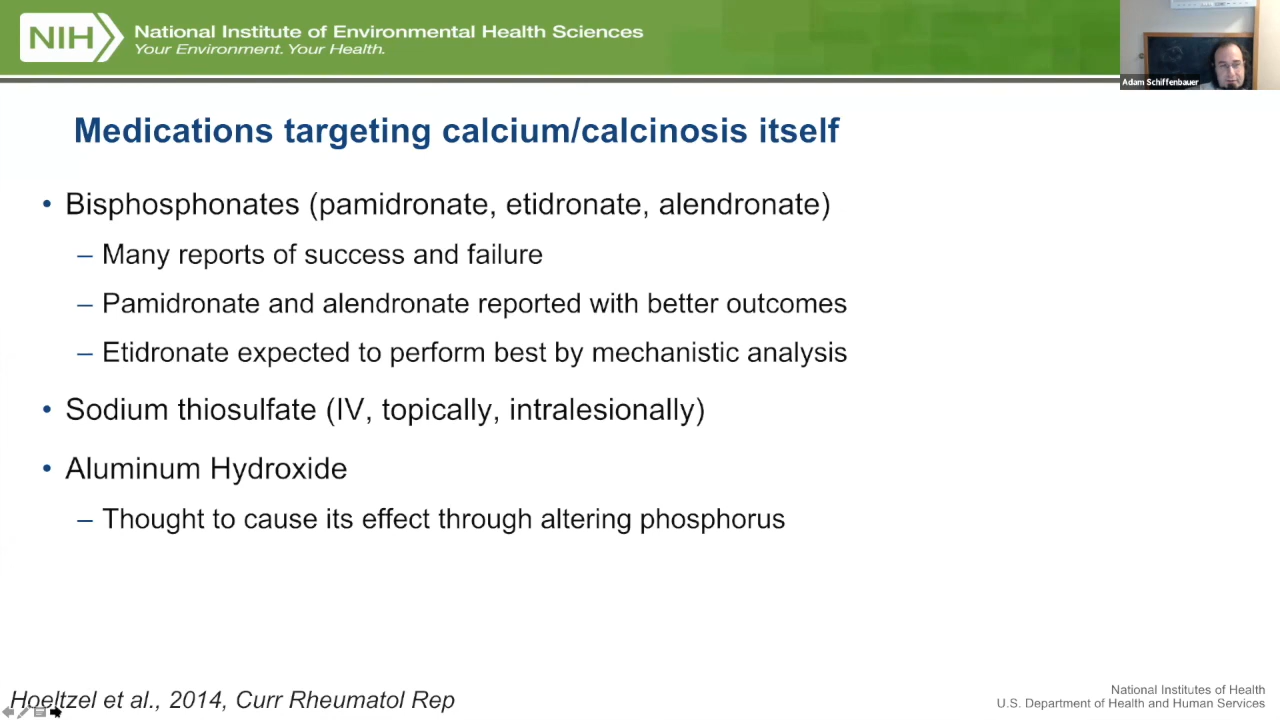 NIH National Institute of Environmental Health Sciences
Your Environment. Your Health.
Adam Schiffenbauer
Medications targeting calcium/calcinosis itself
• Bisphosphonates (pamidronate, etidronate, alendronate)
– Many reports of success and failure
– Pamidronate and alendronate reported with better outcomes
– Etidronate expected to perform best by mechanistic analysis
• Sodium thiosulfate (IV, topically, intralesionally)
• Aluminum Hydroxide
– Thought to cause its effect through altering phosphorus
Hoeltzel et al., 2014, Curr Rheumatol Rep
National Institutes of Health
U.S. Department of Health and Human Services